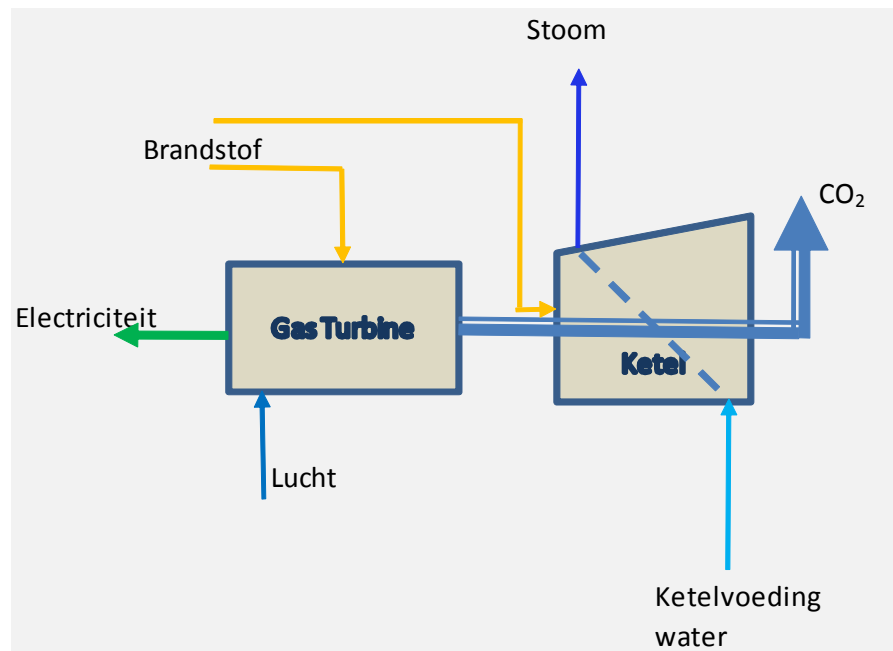 Stoom
Brandstof
CO₂
Electriciteit
Gas Turbine
Ketel
Lucht
Ketelvoeding
water